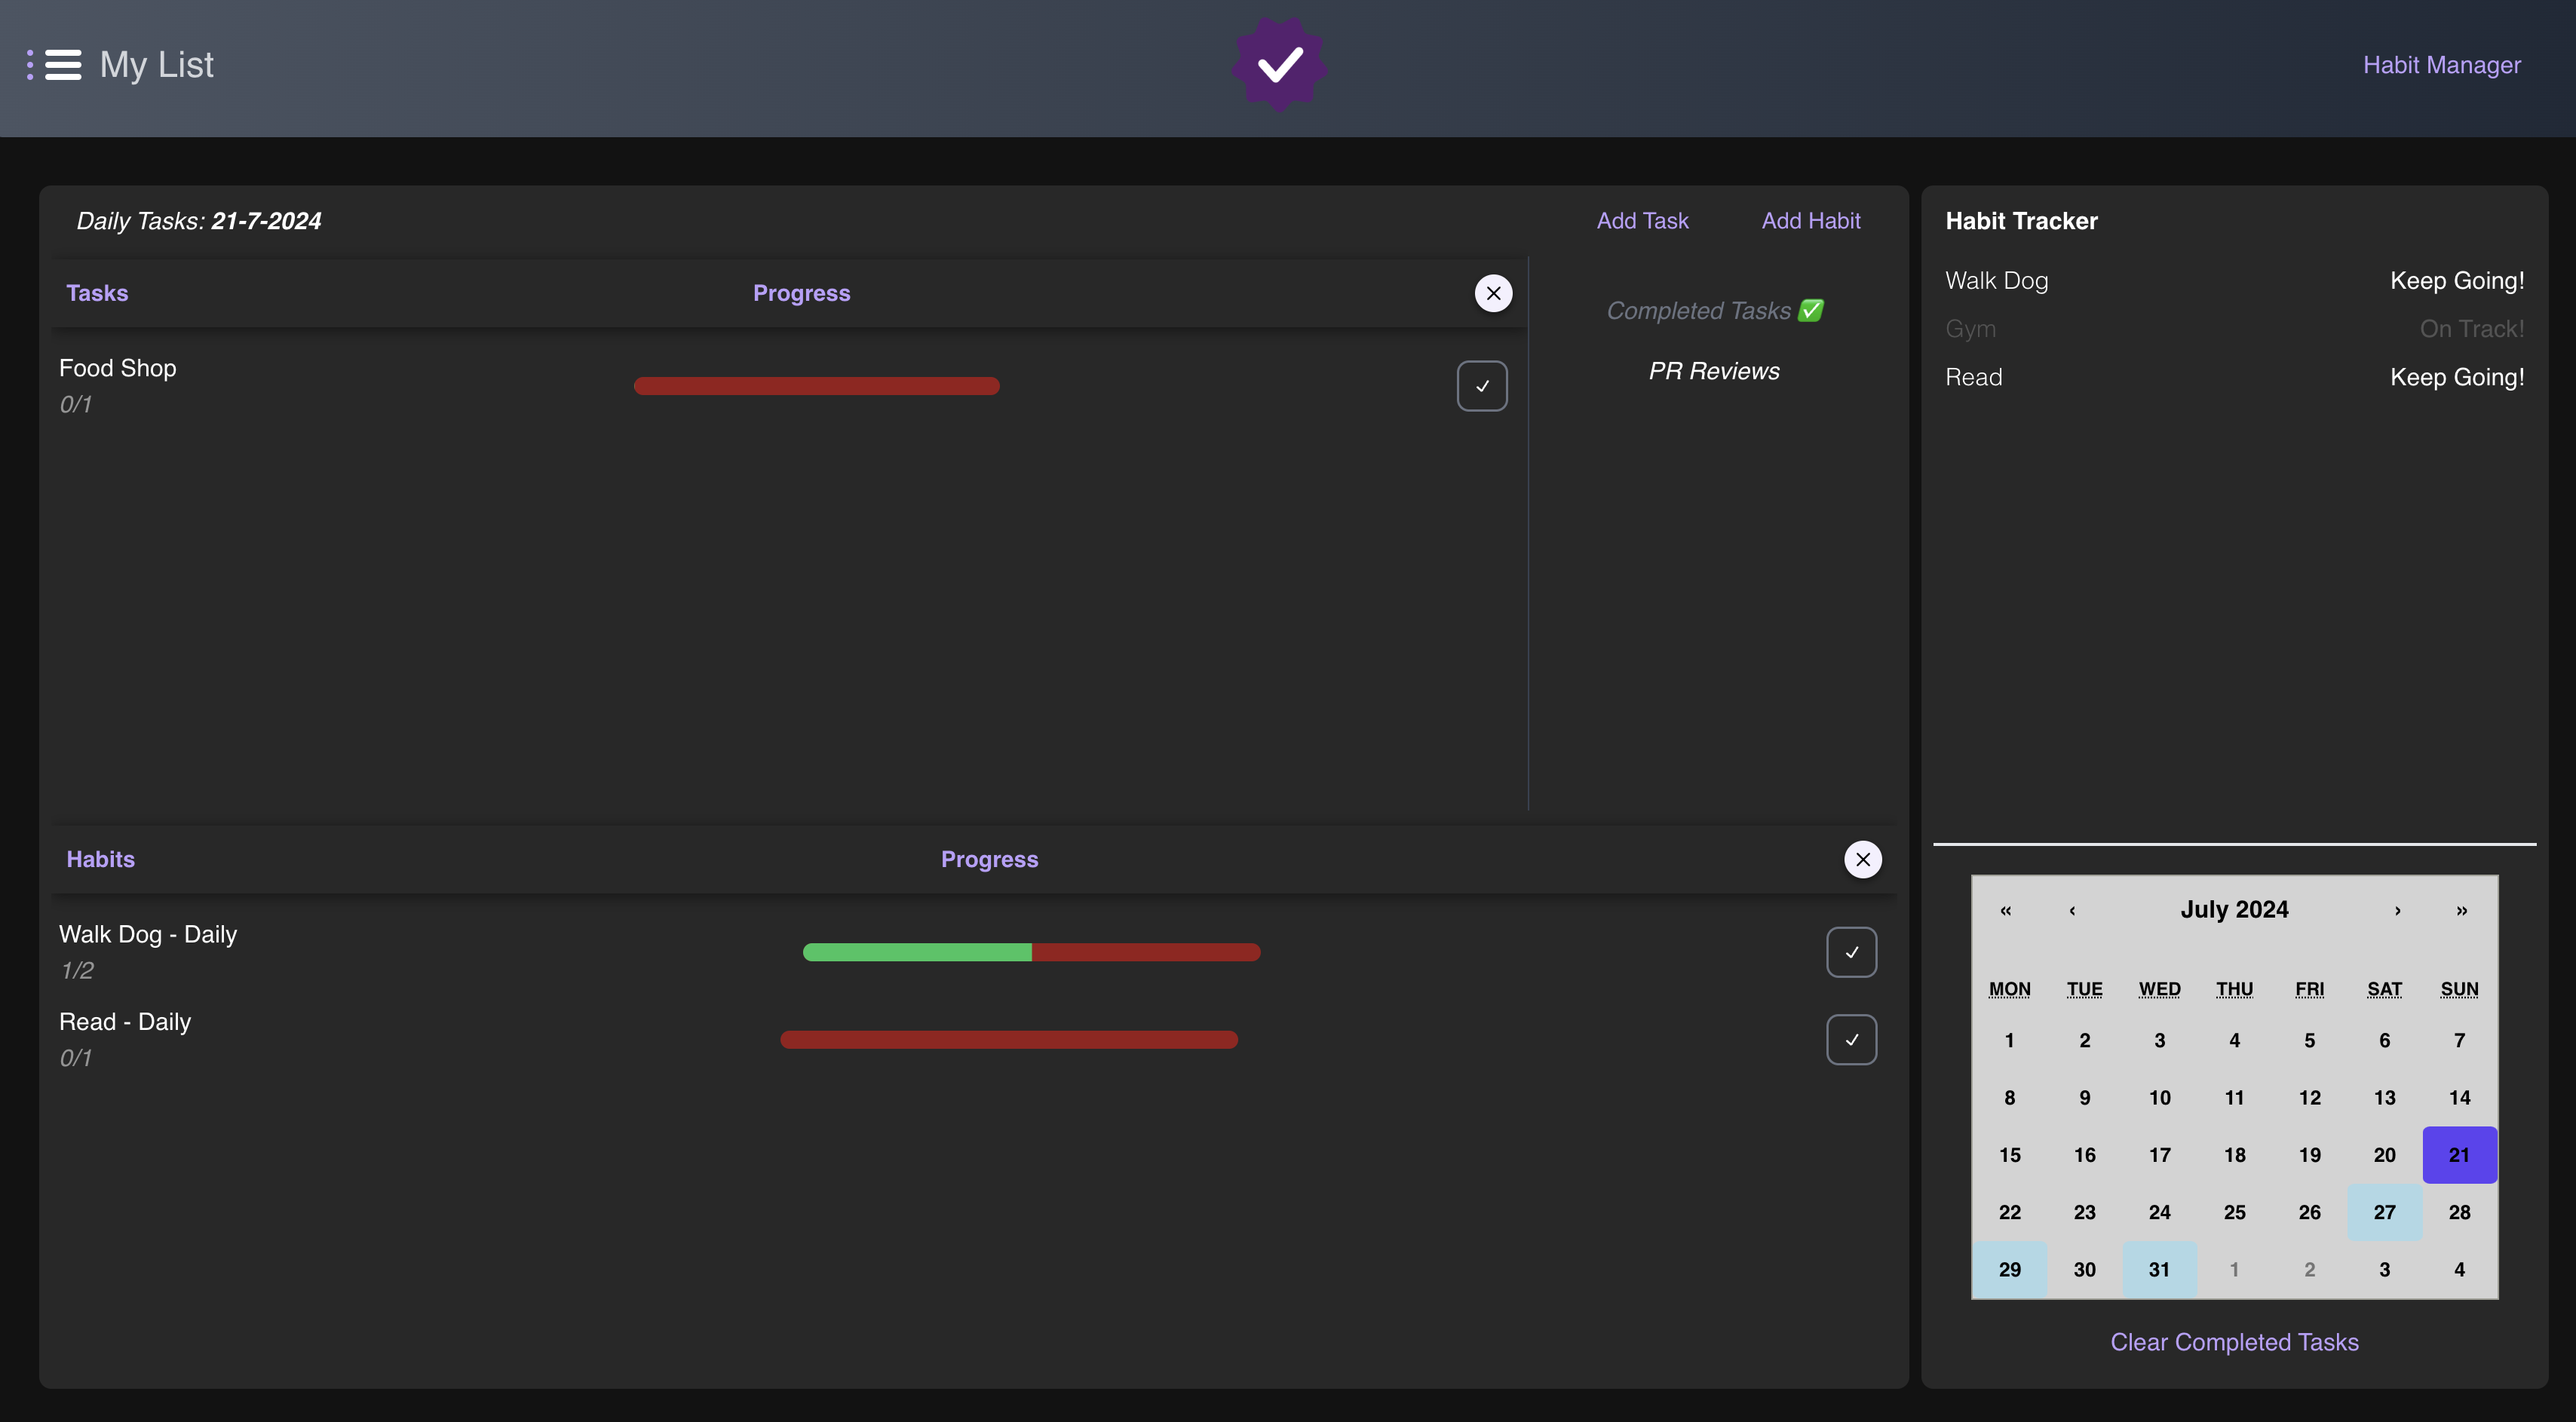 My List
Habit Manager
Daily Tasks: 21-7-2024
Add Task
Add Habit
Tasks
Progress
Food Shop
0/1
Completed Tasks ✅
PR Reviews
Habits
Progress
Walk Dog - Daily
1/2
Read - Daily
0/1
Habit Tracker
Walk Dog Keep Going!
Gym On Track!
Read Keep Going!
« ‹ July 2024 › »
MON TUE WED THU FRI SAT SUN
1 2 3 4 5 6 7
8 9 10 11 12 13 14
15 16 17 18 19 20 21
22 23 24 25 26 27 28
29 30 31 1 2 3 4
Clear Completed Tasks